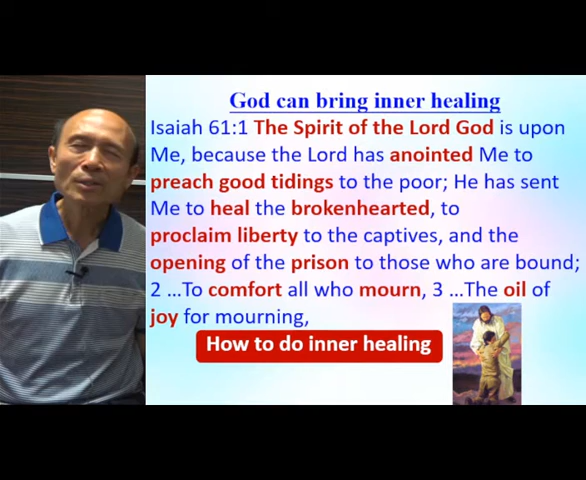 God can bring inner healing
Isaiah 61:1 The Spirit of the Lord God is upon
Me, because the Lord has anointed Me to
preach good tidings to the poor; He has sent
Me to heal the brokenhearted, to
proclaim liberty to the captives, and the
opening of the prison to those who are bound;
2 ...To comfort all who mourn, 3 ...The oil of
joy for mourning,
How to do inner healing